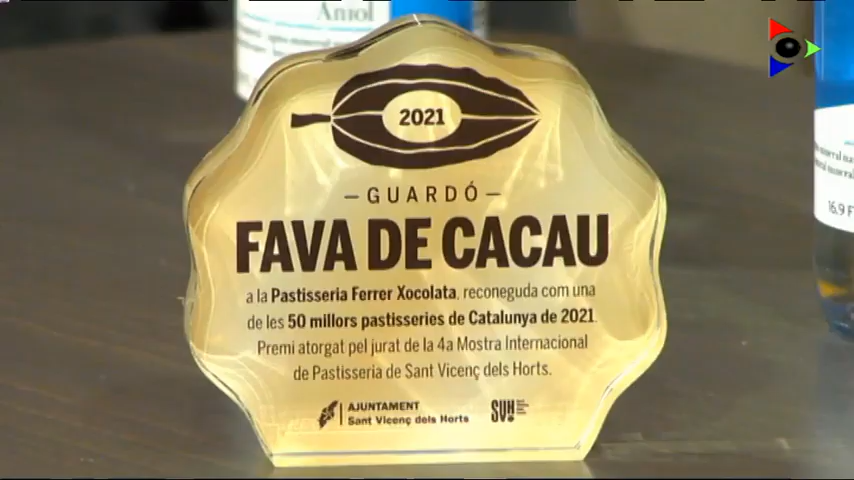 2021
— GUARDÓ —
FAVA DE CACAU
a la Pastisseria Ferrer Xocolata, reconeguda com una
de les 50 millors pastisseries de Catalunya de 2021.
Premi atorgat pel jurat de la 4a Mostra Internacional
de Pastisseria de Sant Vicenç dels Horts.
AJUNTAMENT
Sant Vicenç dels Horts
SVH
16.9 F